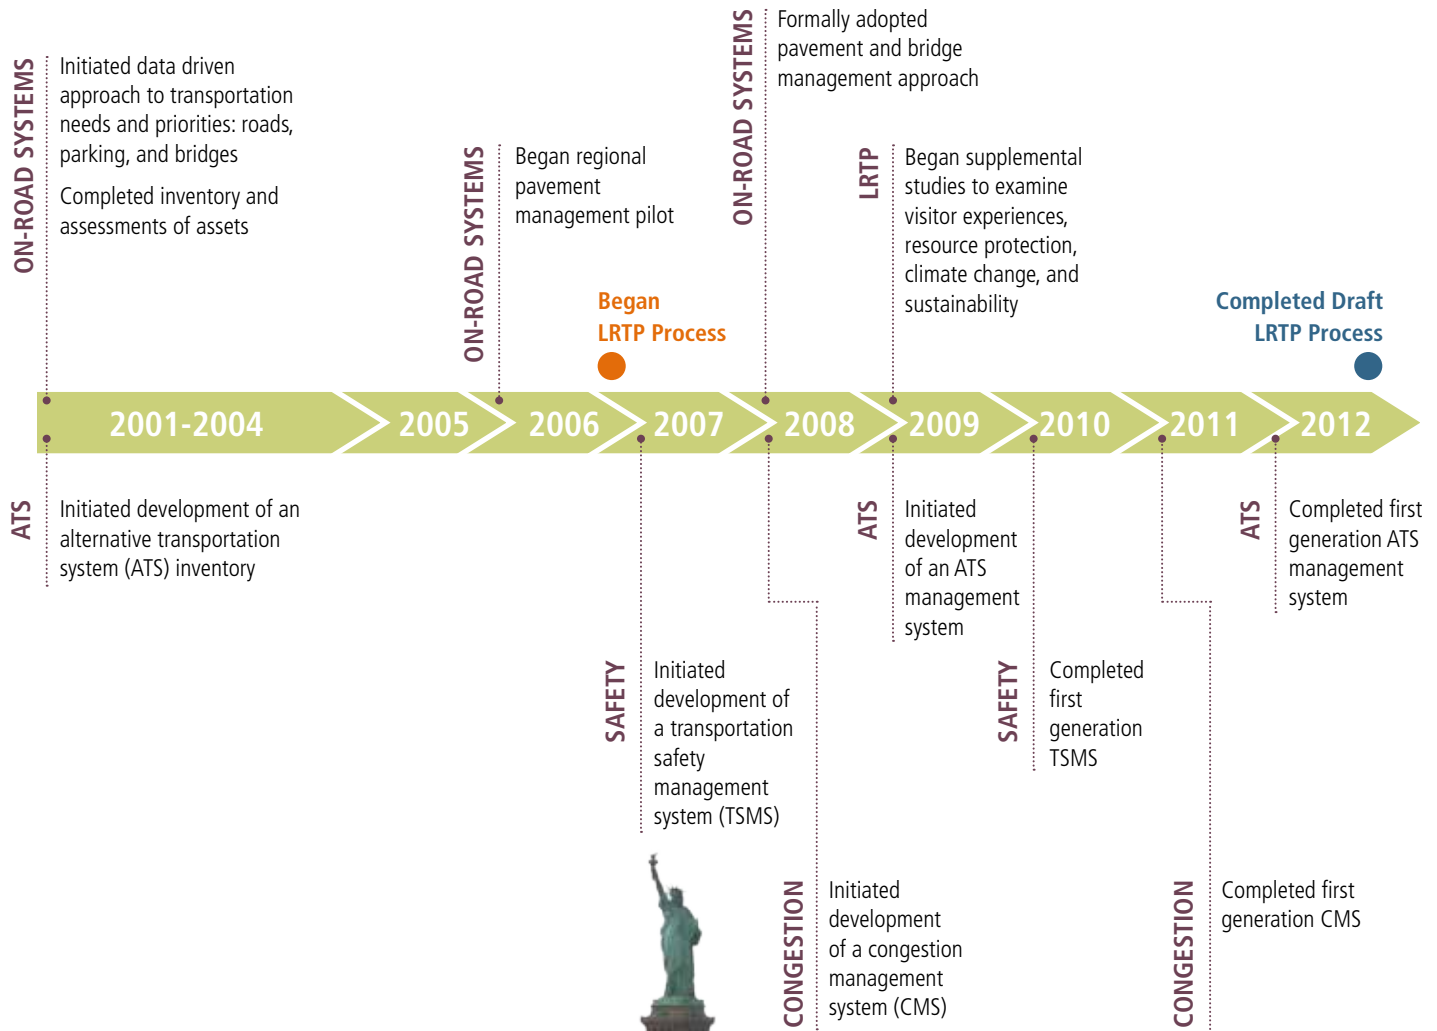 ON-ROAD SYSTEMS
Initiated data driven
approach to transportation
needs and priorities: roads,
parking, and bridges
Completed inventory and
assessments of assets
ON-ROAD SYSTEMS
Began regional
pavement
management pilot
ON-ROAD SYSTEMS
Formally adopted
pavement and bridge
management approach
LRTP
Began supplemental
studies to examine
visitor experiences,
resource protection,
climate change, and
sustainability
Began
LRTP Process
Completed Draft
LRTP Process
2001-2004
2005
2006
2007
2008
2009
2010
2011
2012
ATS
Initiated development of an
alternative transportation
system (ATS) inventory
SAFETY
Initiated
development of
a transportation
safety
management
system (TSMS)
CONGESTION
Initiated
development
of a congestion
management
system (CMS)
ATS
Initiated
development
of an ATS
management
system
SAFETY
Completed
first
generation
TSMS
CONGESTION
Completed first
generation CMS
ATS
Completed first
generation ATS
management
system